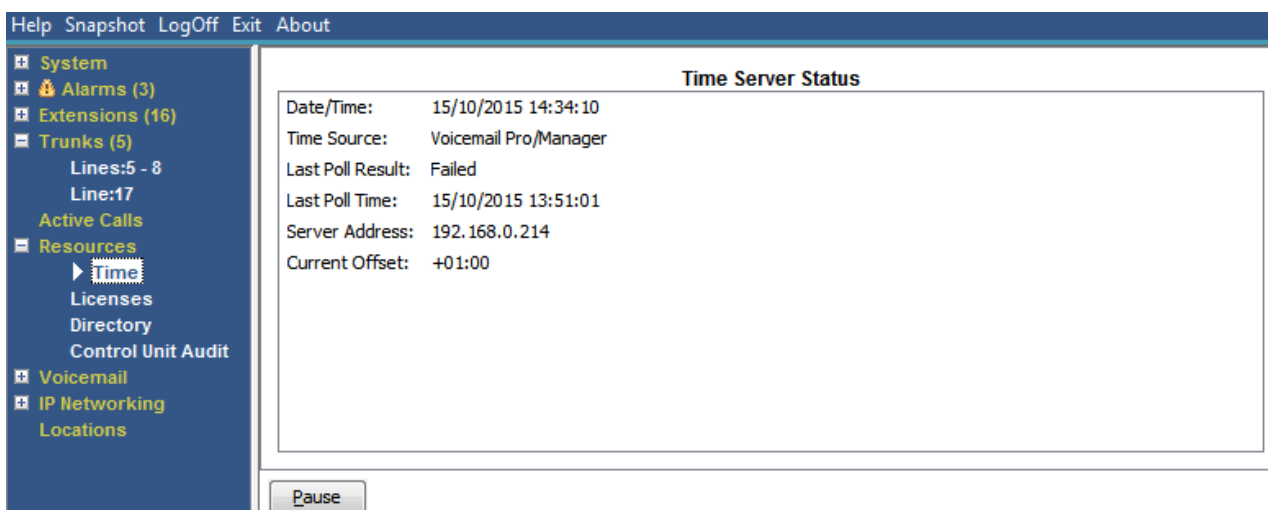 Help Snapshot LogOff Exit About
System
Alarms (3)
Extensions (16)
Trunks (5)
Lines:5 - 8
Line:17
Active Calls
Resources
Time
Licenses
Directory
Control Unit Audit
Voicemail
IP Networking
Locations
Time Server Status
Date/Time: 15/10/2015 14:34:10
Time Source: Voicemail Pro/Manager
Last Poll Result: Failed
Last Poll Time: 15/10/2015 13:51:01
Server Address: 192.168.0.214
Current Offset: +01:00
Pause